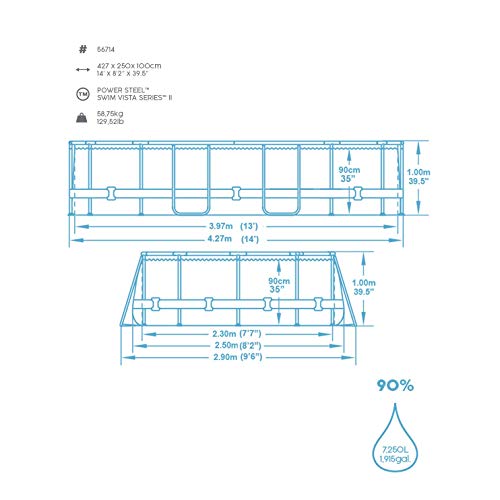 # 56714
427 x 250x 100cm
14' x 8'2" x 39.5"
TM POWER STEEL™
SWIM VISTA SERIES™ II
58,75kg
129,52lb
90cm
35"
1.00m
39.5"
3.97m (13')
4.27m (14')
90cm
35"
1.00m
39.5"
2.30m (7'7")
2.50m (8'2")
2.90m (9'6")
90%
7.250L
1,915gal.